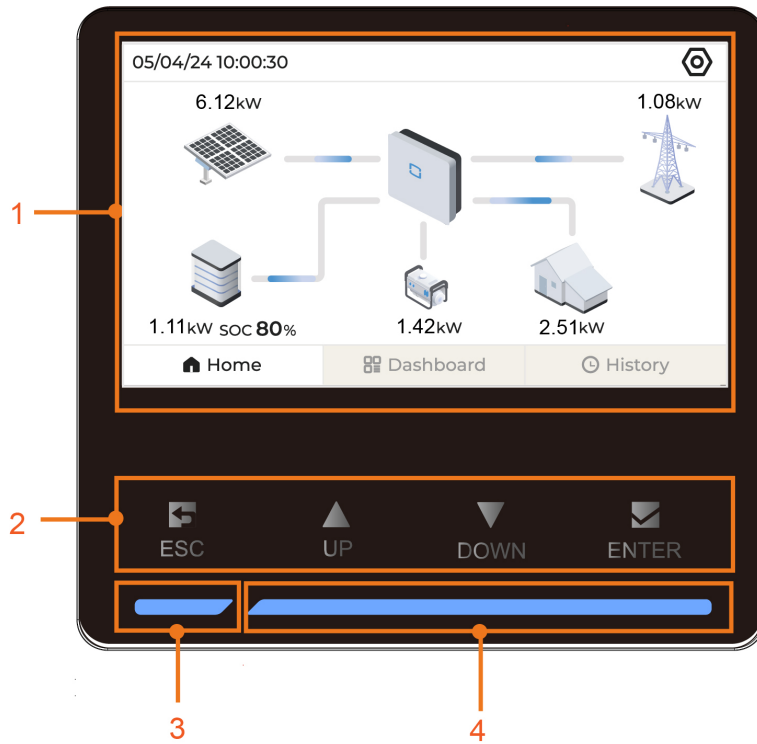 05/04/24 10:00:30
6.12kW
1.08kW
1
1.11kW SOC 80%
1.42kW
2.51kW
Home
Dashboard
History
2
ESC
UP
DOWN
ENTER
3
4